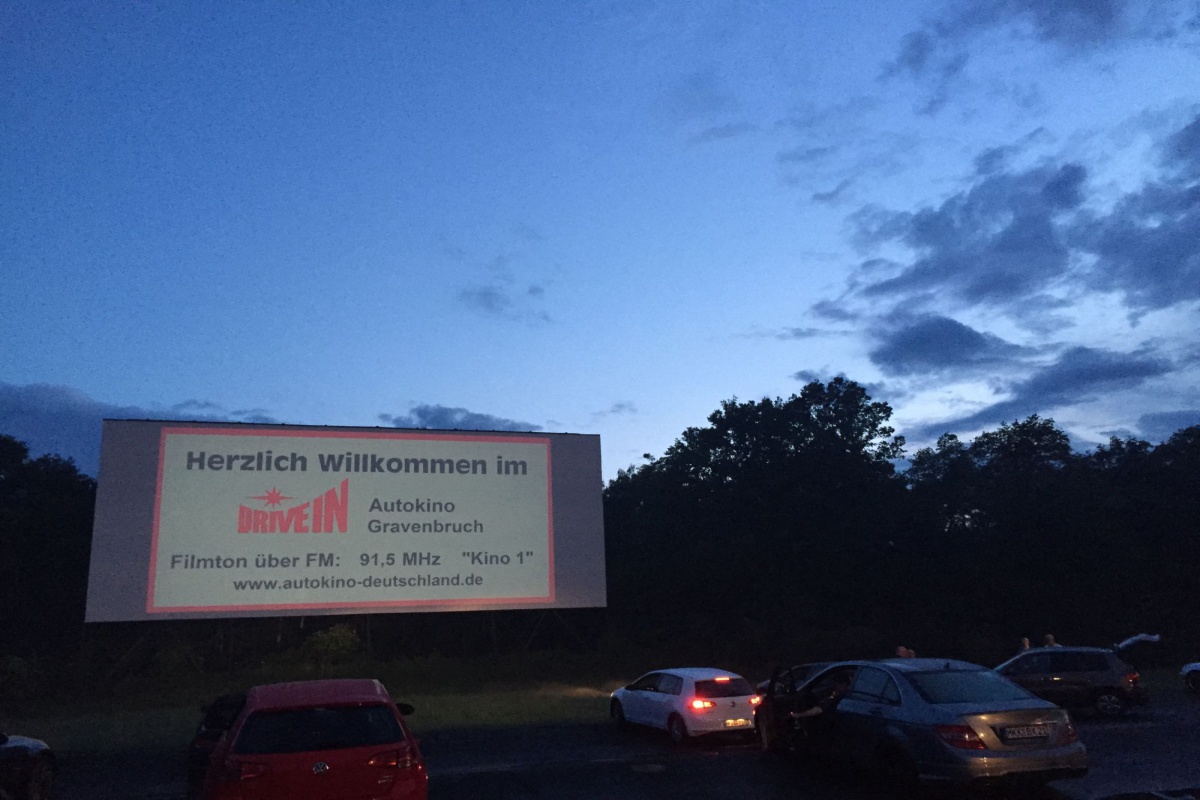 Herzlich Willkommen im
DRIVE IN
Autokino
Gravenbruch
Filmton über FM: 91,5 MHz "Kino 1"
www.autokino-deutschland.de